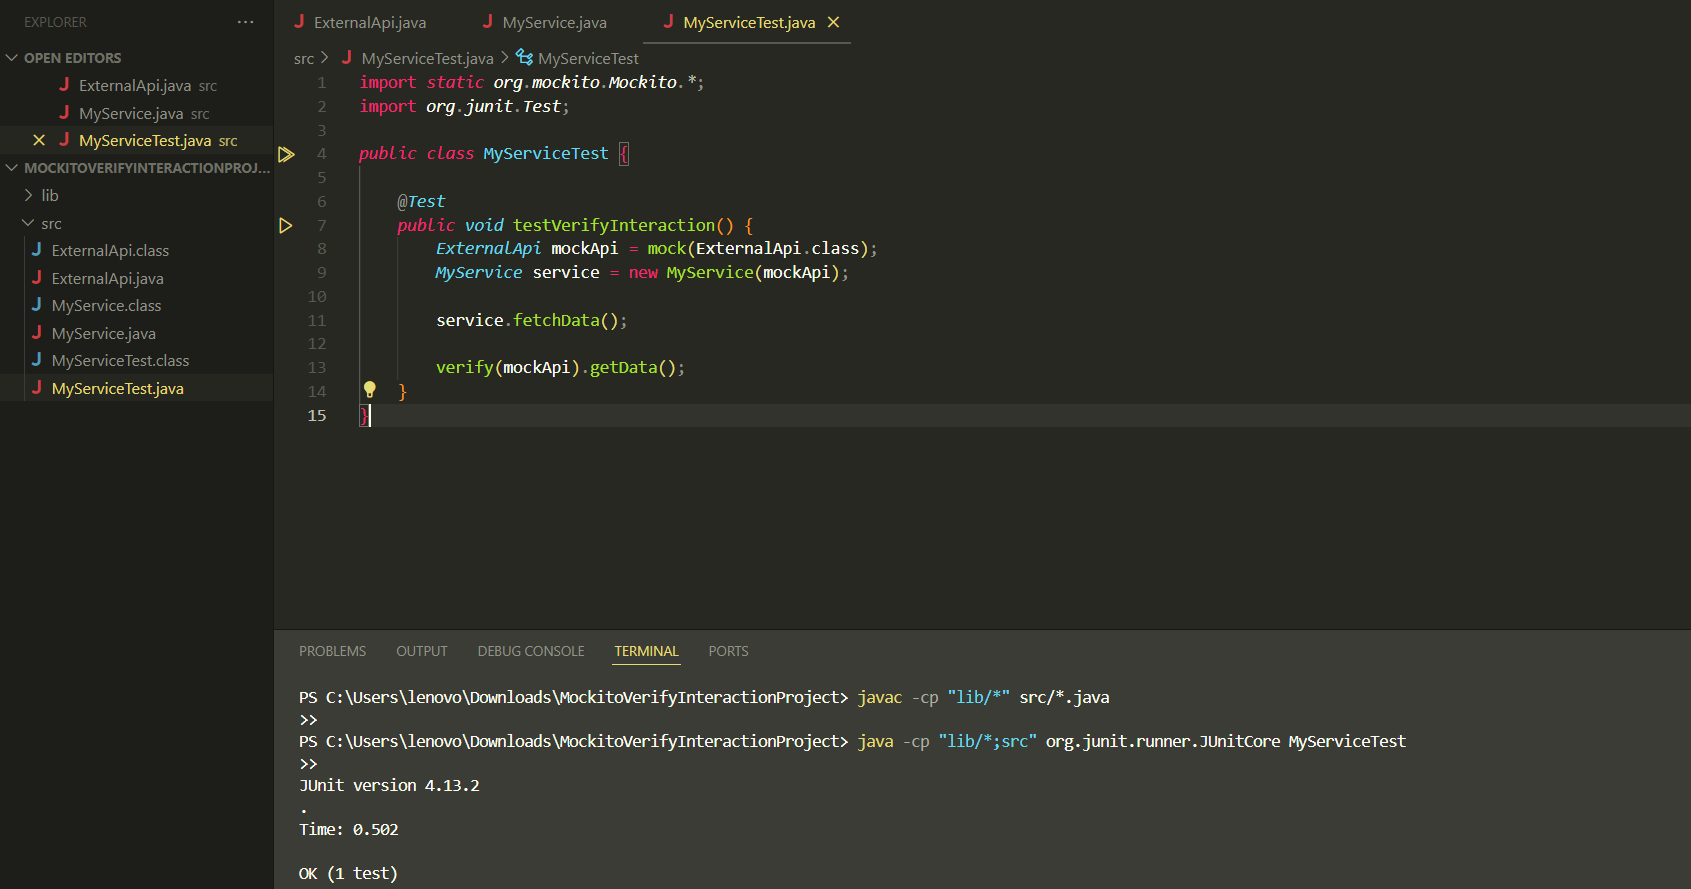 EXPLORER ...
OPEN EDITORS
ExternalApi.java src
MyService.java src
MyServiceTest.java src
MOCKITOVERIFYINTERACTIONPROJ...
lib
src
ExternalApi.class
ExternalApi.java
MyService.class
MyService.java
MyServiceTest.class
MyServiceTest.java
ExternalApi.java MyService.java MyServiceTest.java
src > MyServiceTest.java > MyServiceTest
1 import static org.mockito.Mockito.*;
2 import org.junit.Test;
3
4 public class MyServiceTest {
5
6 @Test
7 public void testVerifyInteraction() {
8 ExternalApi mockApi = mock(ExternalApi.class);
9 MyService service = new MyService(mockApi);
10
11 service.fetchData();
12
13 verify(mockApi).getData();
14 }
15 }
PROBLEMS OUTPUT DEBUG CONSOLE TERMINAL PORTS
PS C:\Users\lenovo\Downloads\MockitoVerifyInteractionProject> javac -cp "lib/*" src/*.java
>>
PS C:\Users\lenovo\Downloads\MockitoVerifyInteractionProject> java -cp "lib/*;src" org.junit.runner.JUnitCore MyServiceTest
>>
JUnit version 4.13.2
.
Time: 0.502
OK (1 test)